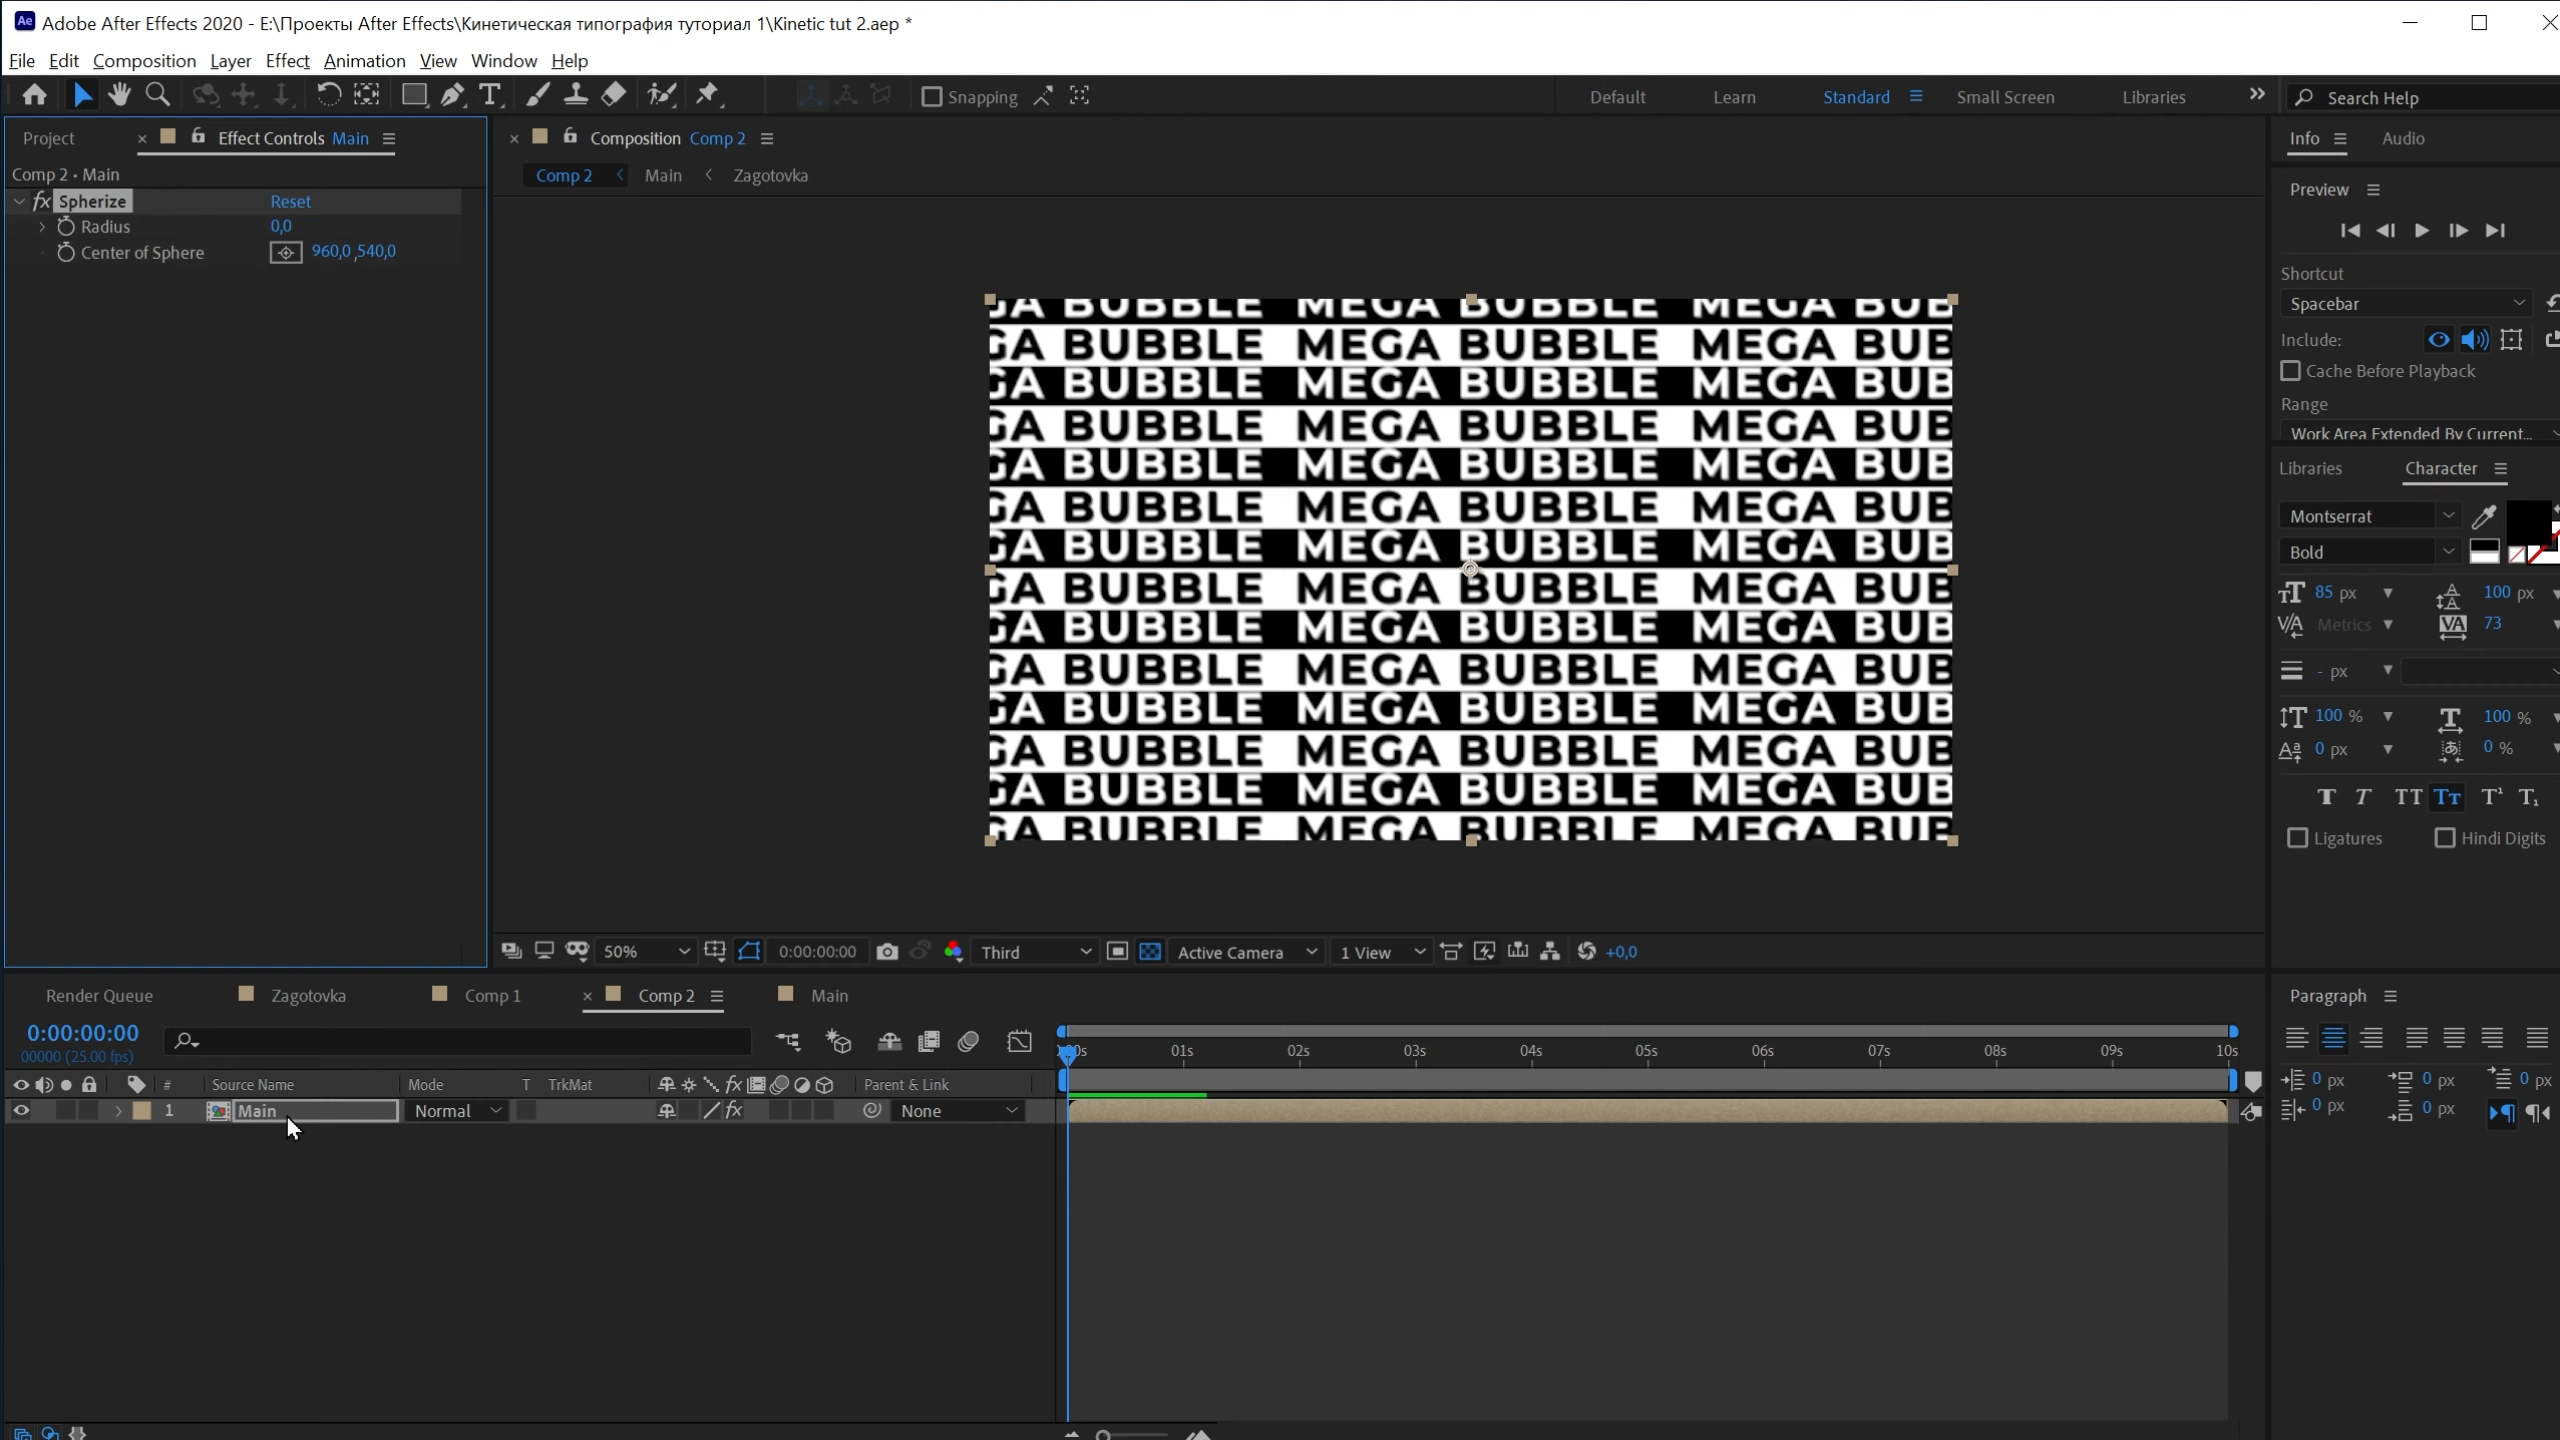 Ae Adobe After Effects 2020 - E:\Проекты After Effects\Кинетическая типография туториал 1\Kinetic tut 2.aep *
File Edit Composition Layer Effect Animation View Window Help
Snapping Default Learn Standard Small Screen Libraries Search Help
Project Effect Controls Main
Comp 2 • Main
fx Spherize Reset
Radius 0,0
Center of Sphere 960,0 ,540,0
Composition Comp 2
Comp 2 Main Zagotovka
GA BUBBLE MEGA BUBBLE MEGA BUB
GA BUBBLE MEGA BUBBLE MEGA BUB
GA BUBBLE MEGA BUBBLE MEGA BUB
GA BUBBLE MEGA BUBBLE MEGA BUB
GA BUBBLE MEGA BUBBLE MEGA BUB
GA BUBBLE MEGA BUBBLE MEGA BUB
GA BUBBLE MEGA BUBBLE MEGA BUB
GA BUBBLE MEGA BUBBLE MEGA BUB
GA BUBBLE MEGA BUBBLE MEGA BUB
GA BUBBLE MEGA BUBBLE MEGA BUB
GA BUBBLE MEGA BUBBLE MEGA BUB
GA BUBBLE MEGA BUBBLE MEGA BUB
GA BUBBLE MEGA BUBBLE MEGA BUB
GA BUBBLE MEGA BUBBLE MEGA BUB
50% 0:00:00:00 Third Active Camera 1 View +0,0
Info Audio
Preview
Shortcut
Spacebar
Include:
Cache Before Playback
Range
Work Area Extended By Current...
Libraries Character
Montserrat
Bold
85 px 100 px
Metrics 73
- px
100 % 100 %
0 px 0 %
Ligatures Hindi Digits
Paragraph
0 px 0 px 0 px
0 px 0 px
Render Queue Zagotovka Comp 1 Comp 2 Main
0:00:00:00
00000 (25.00 fps)
01s 02s 03s 04s 05s 06s 07s 08s 09s 10s
# Source Name Mode T TrkMat fx Parent & Link
1 Main Normal fx None